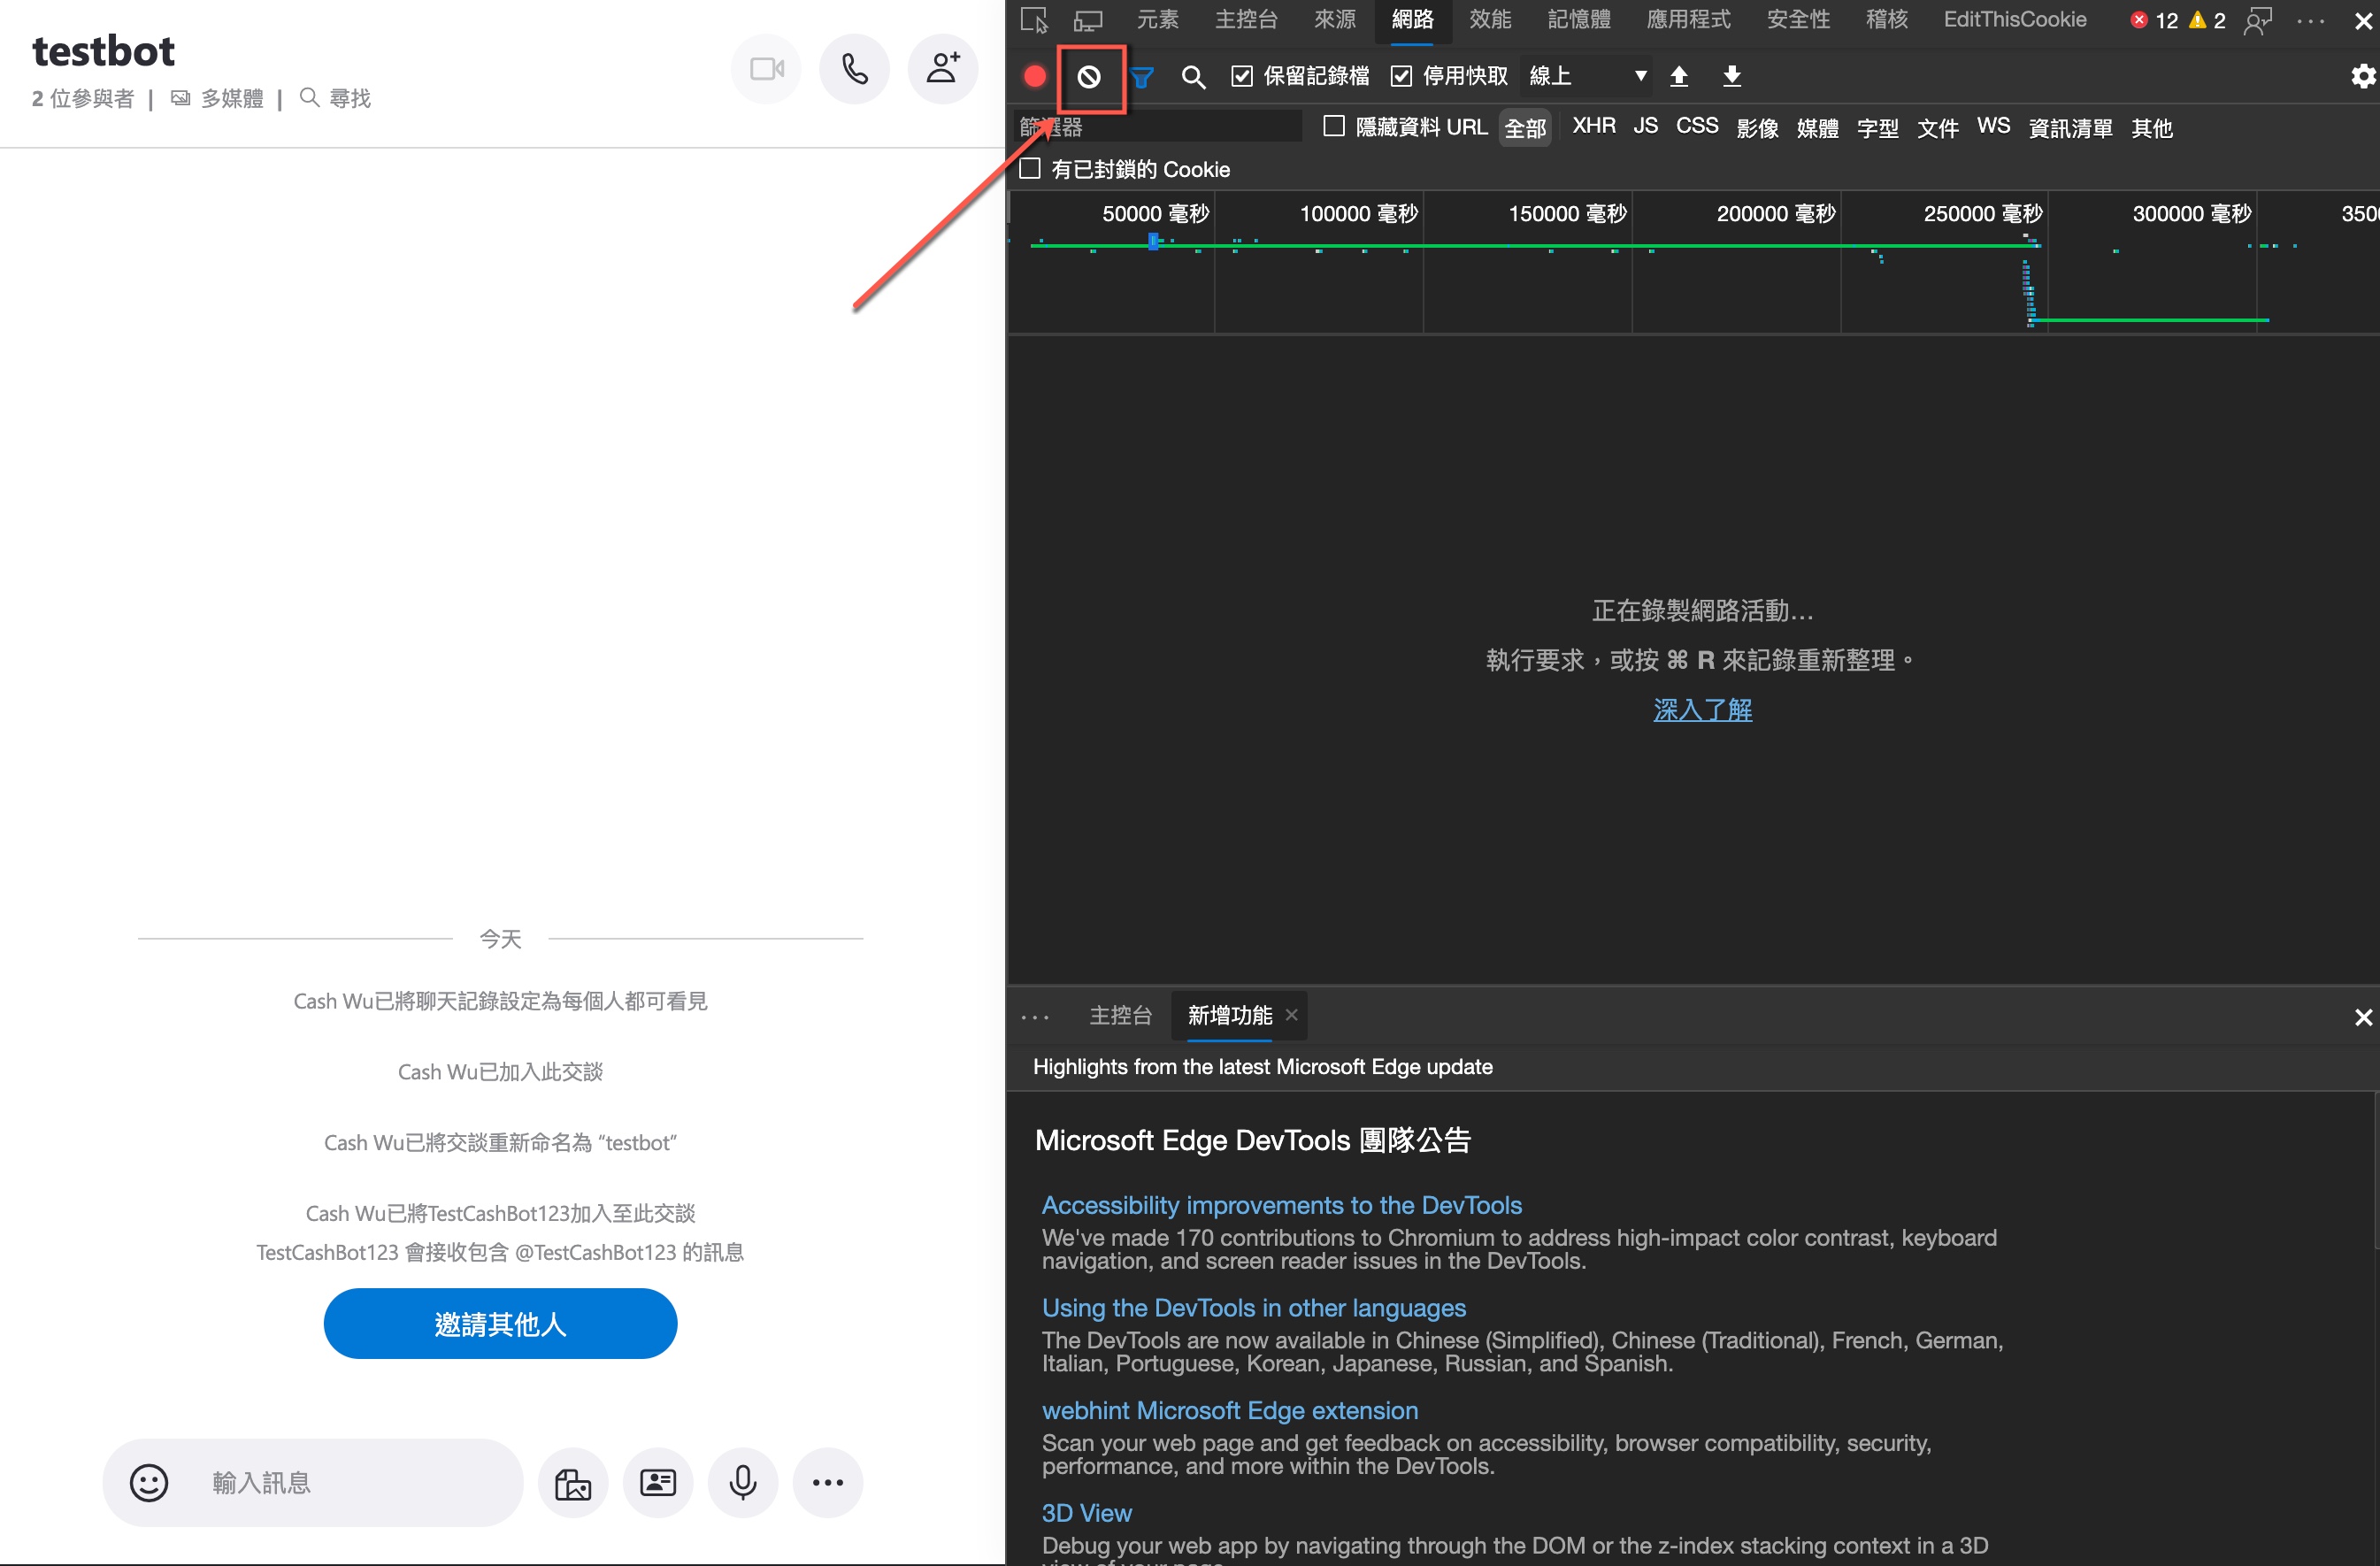 testbot
2 位參與者 | 多媒體 | 尋找
今天
Cash Wu已將聊天記錄設定為每個人都可看見
Cash Wu已加入此交談
Cash Wu已將交談重新命名為 “testbot”
Cash Wu已將TestCashBot123加入至此交談
TestCashBot123 會接收包含 @TestCashBot123 的訊息
邀請其他人
輸入訊息
元素 主控台 來源 網路 效能 記憶體 應用程式 安全性 稽核 EditThisCookie 12 2
保留記錄檔 停用快取 線上
篩選器 隱藏資料 URL 全部 XHR JS CSS 影像 媒體 字型 文件 WS 資訊清單 其他
有已封鎖的 Cookie
50000 毫秒 100000 毫秒 150000 毫秒 200000 毫秒 250000 毫秒 300000 毫秒
正在錄製網路活動...
執行要求，或按 ⌘ R 來記錄重新整理。
深入了解
主控台 新增功能
Highlights from the latest Microsoft Edge update
Microsoft Edge DevTools 團隊公告
Accessibility improvements to the DevTools
We've made 170 contributions to Chromium to address high-impact color contrast, keyboard
navigation, and screen reader issues in the DevTools.
Using the DevTools in other languages
The DevTools are now available in Chinese (Simplified), Chinese (Traditional), French, German,
Italian, Portuguese, Korean, Japanese, Russian, and Spanish.
webhint Microsoft Edge extension
Scan your web page and get feedback on accessibility, browser compatibility, security,
performance, and more within the DevTools.
3D View
Debug your web app by navigating through the DOM or the z-index stacking context in a 3D